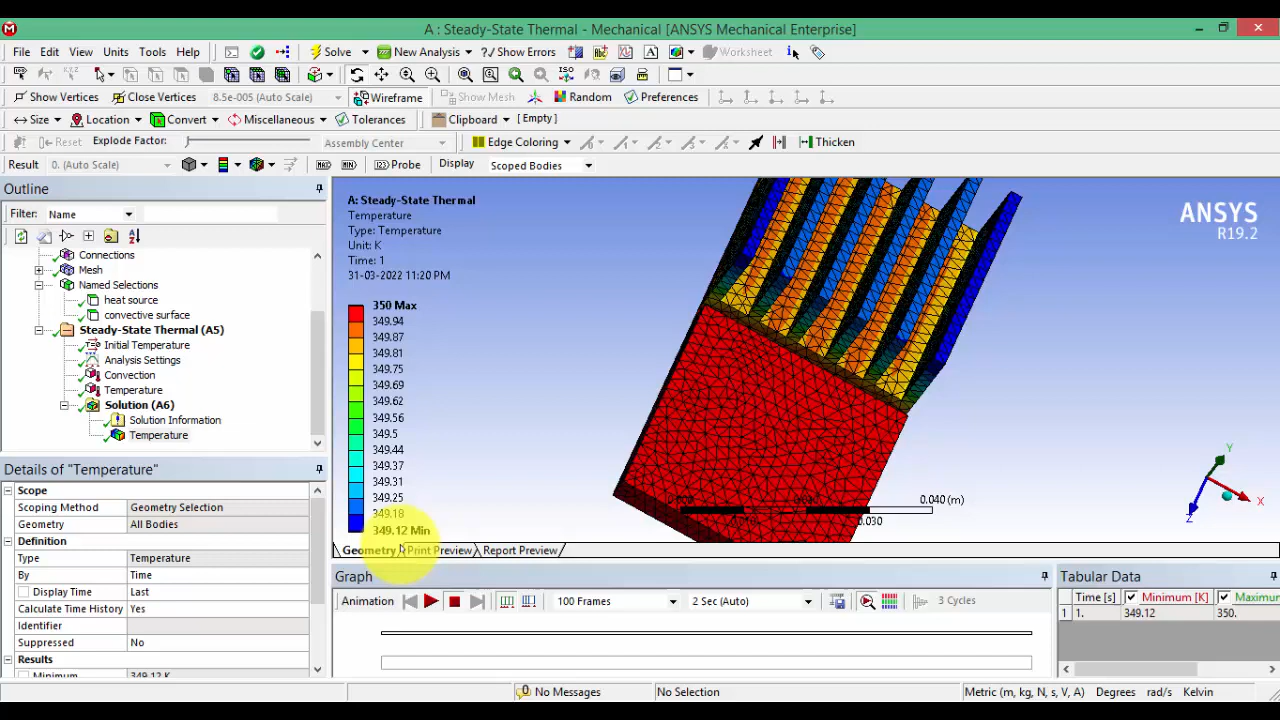 A : Steady-State Thermal - Mechanical [ANSYS Mechanical Enterprise]
File Edit View Units Tools Help Solve New Analysis ?/ Show Errors Worksheet
Show Vertices Close Vertices 8.5e-005 (Auto Scale) Wireframe Show Mesh Random Preferences
Size Location Convert Miscellaneous Tolerances Clipboard [ Empty ]
Reset Explode Factor: Assembly Center Edge Coloring Thicken
Result 0. (Auto Scale) Probe Display Scoped Bodies
Outline
Filter: Name
Connections
Mesh
Named Selections
heat source
convective surface
Steady-State Thermal (A5)
Initial Temperature
Analysis Settings
Convection
Temperature
Solution (A6)
Solution Information
Temperature
Details of "Temperature"
Scope
Scoping Method Geometry Selection
Geometry All Bodies
Definition
Type Temperature
By Time
Display Time Last
Calculate Time History Yes
Identifier
Suppressed No
Results
Minimum 349.12 K
A: Steady-State Thermal
Temperature
Type: Temperature
Unit: K
Time: 1
31-03-2022 11:20 PM
350 Max
349.94
349.87
349.81
349.75
349.69
349.62
349.56
349.5
349.44
349.37
349.31
349.25
349.18
349.12 Min
ANSYS
R19.2
0.040 (m)
0.030
Y
X
Z
Geometry Print Preview Report Preview
Graph
Animation 100 Frames 2 Sec (Auto) 3 Cycles
Tabular Data
Time [s] Minimum [K] Maximum
1 1. 349.12 350.
No Messages No Selection Metric (m, kg, N, s, V, A) Degrees rad/s Kelvin